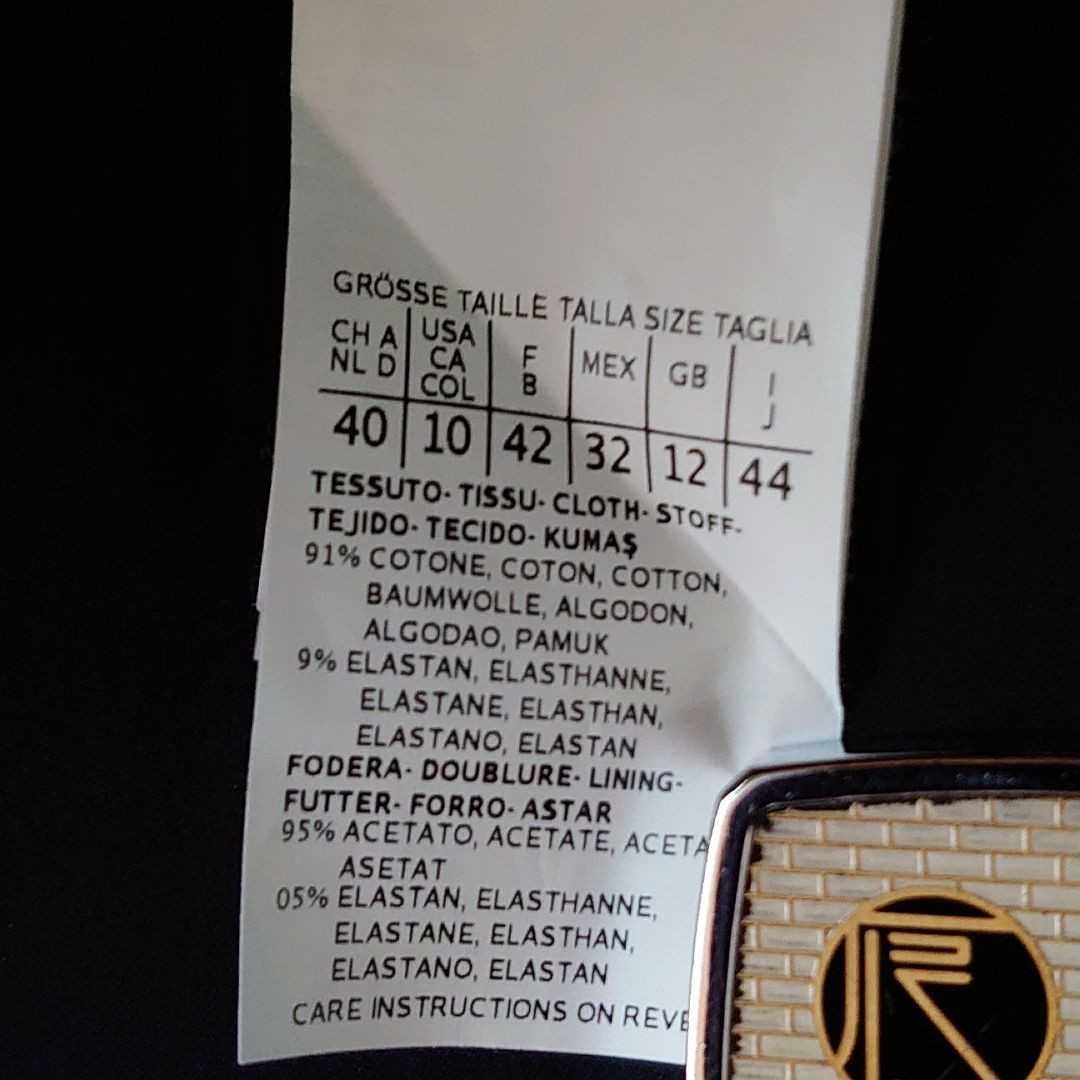 GRÖSSE TAILLE TALLA SIZE TAGLIA
CH A NL D | USA CA COL | F B | MEX | GB | I J
40 | 10 | 42 | 32 | 12 | 44
TESSUTO- TISSU- CLOTH- STOFF-
TEJIDO- TECIDO- KUMAŞ
91% COTONE, COTON, COTTON,
BAUMWOLLE, ALGODON,
ALGODAO, PAMUK
9% ELASTAN, ELASTHANNE,
ELASTANE, ELASTHAN,
ELASTANO, ELASTAN
FODERA- DOUBLURE- LINING-
FUTTER- FORRO- ASTAR
95% ACETATO, ACETATE, ACETA
ASETAT
05% ELASTAN, ELASTHANNE,
ELASTANE, ELASTHAN,
ELASTANO, ELASTAN
CARE INSTRUCTIONS ON REVE